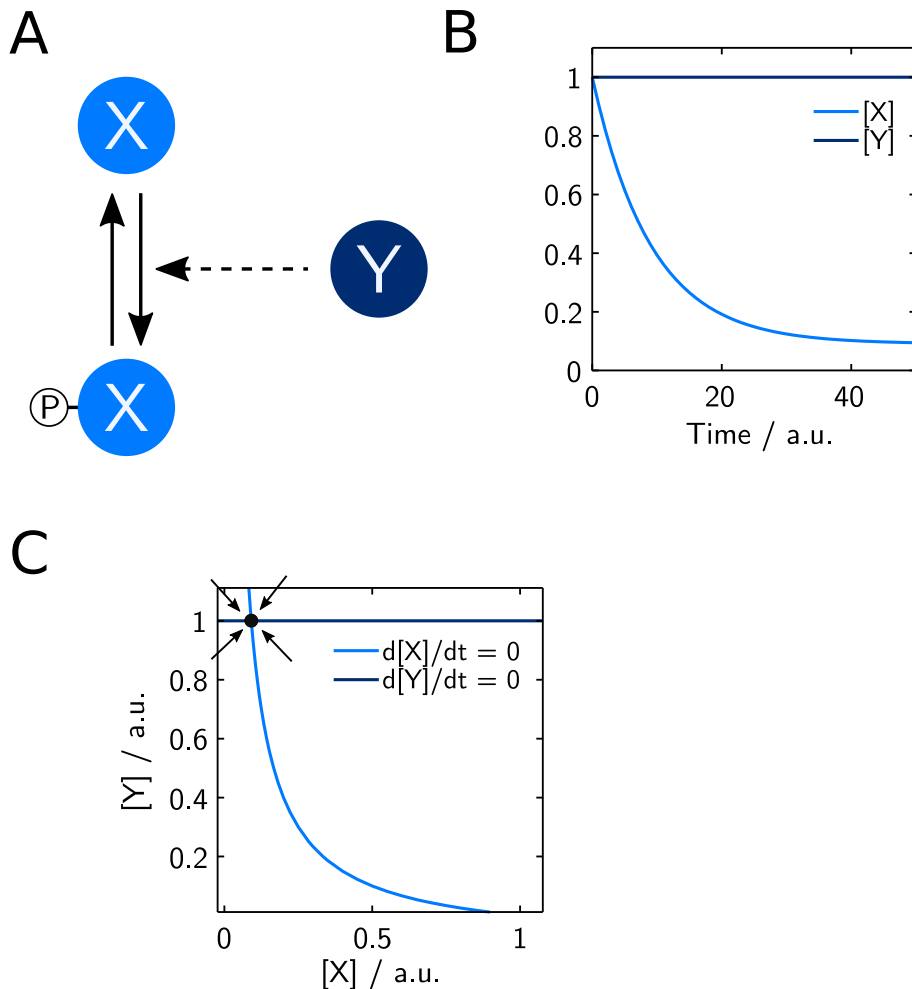 A
X
Y
P
X
B
1
0.8
0.6
0.4
0.2
0
[X]
[Y]
0 20 40
Time / a.u.
C
[Y] / a.u.
1
0.8
0.6
0.4
0.2
d[X]/dt = 0
d[Y]/dt = 0
0 0.5 1
[X] / a.u.